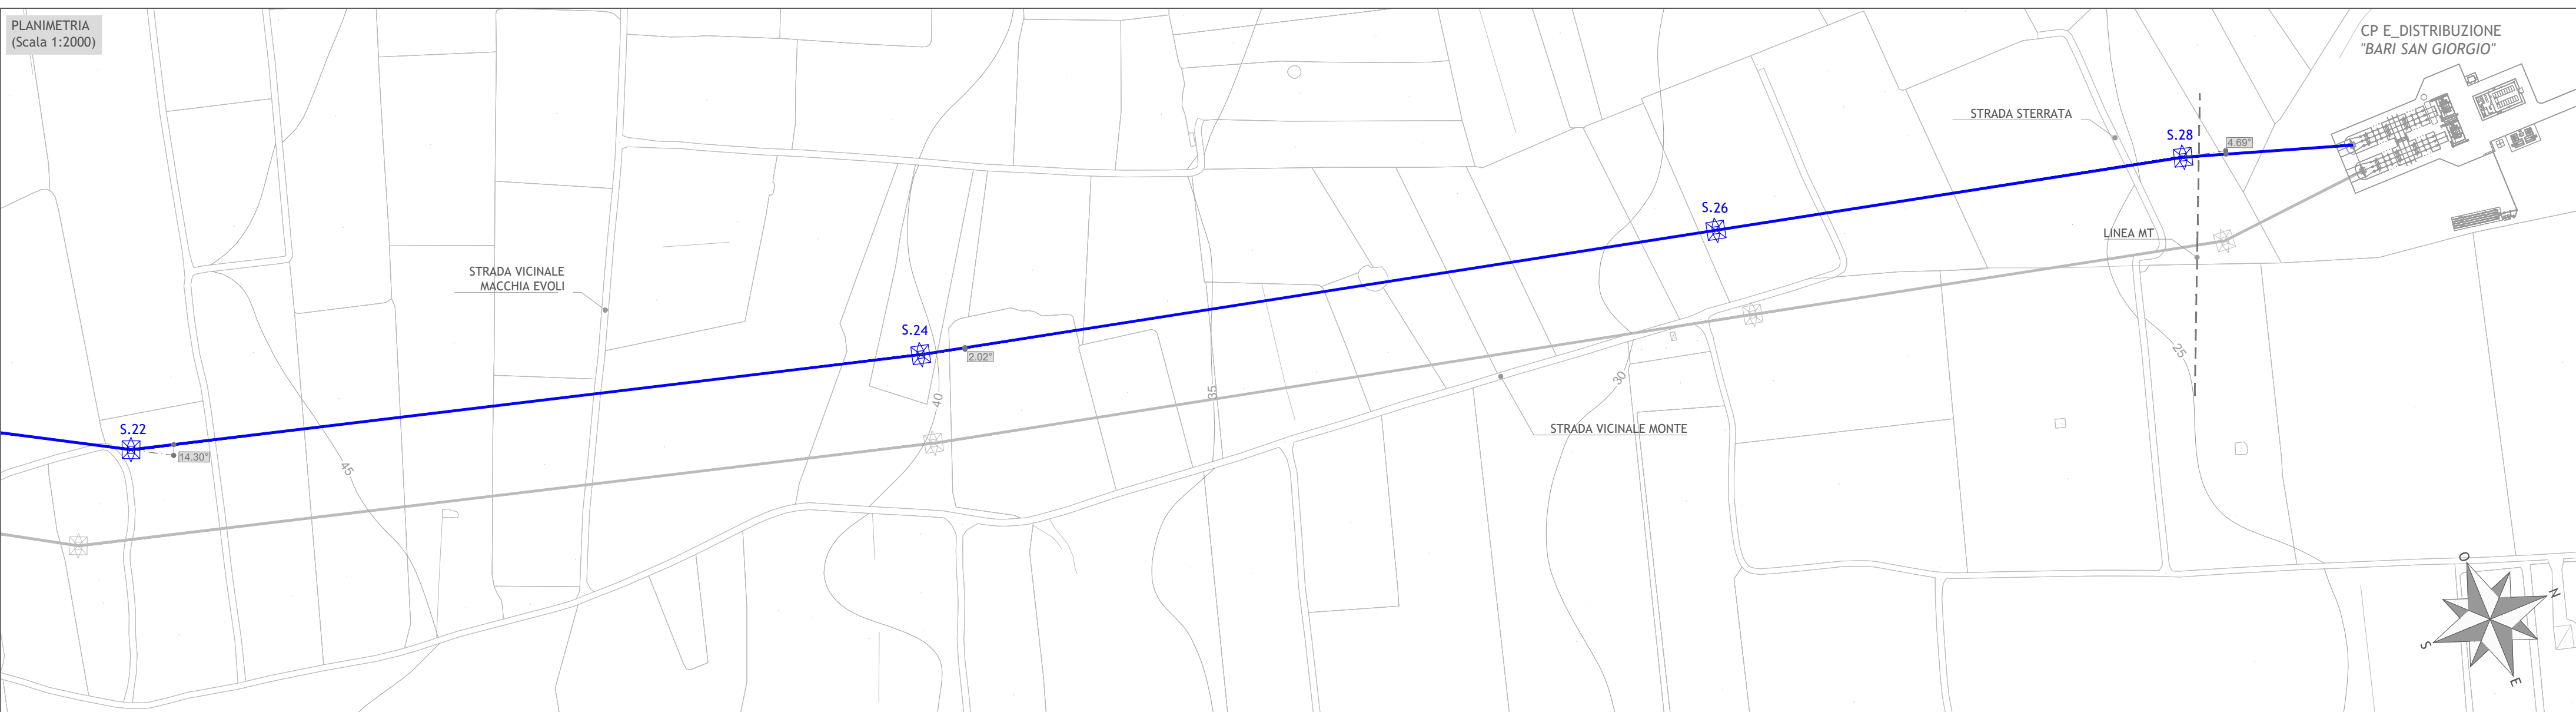 PLANIMETRIA
(Scala 1:2000)
CP E_DISTRIBUZIONE
"BARI SAN GIORGIO"
STRADA STERRATA
S.28
4.69°
S.26
LINEA MT
STRADA VICINALE
MACCHIA EVOLI
S.24
2.02°
25
30
35
40
STRADA VICINALE MONTE
S.22
14.30°
45
O
N
S
E